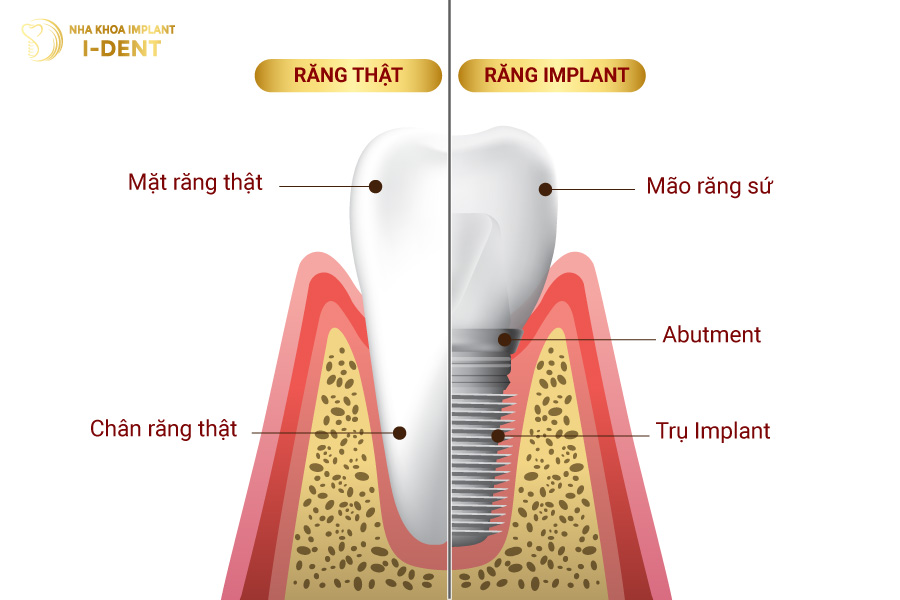 NHA KHOA IMPLANT
I-DENT
RĂNG THẬT
RĂNG IMPLANT
Mặt răng thật
Mão răng sứ
Abutment
Chân răng thật
Trụ Implant